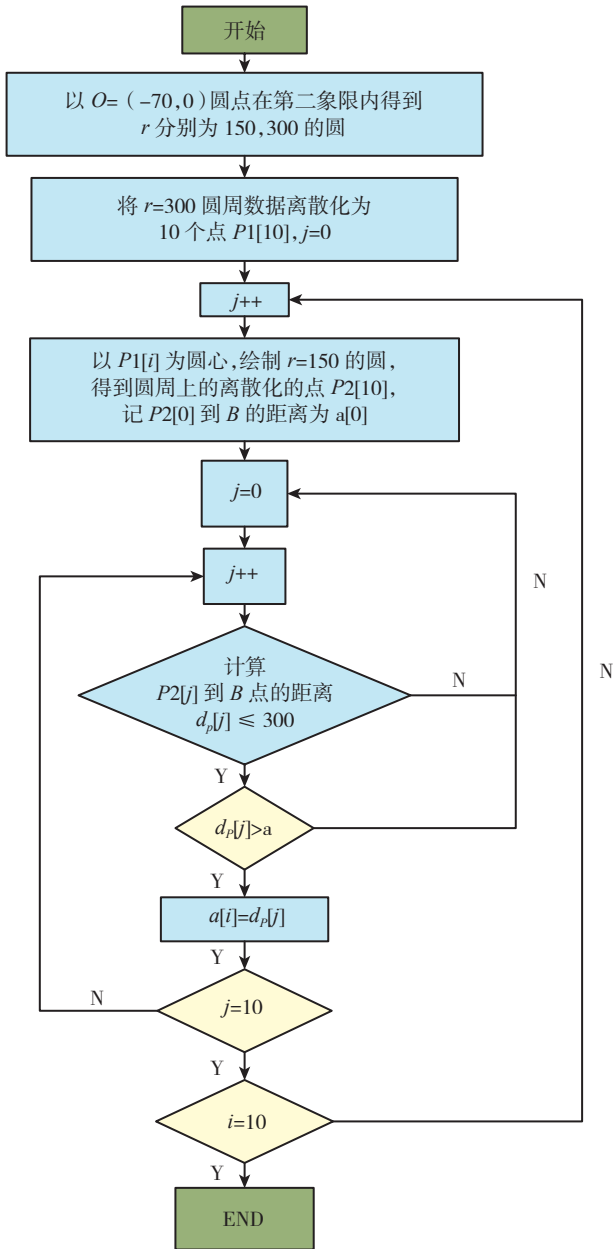 开始
以 O=（-70,0）圆点在第二象限内得到
r 分别为 150,300 的圆
将 r=300 圆周数据离散化为
10 个点 P1[10],j=0
j++
以 P1[i] 为圆心,绘制 r=150 的圆,
得到圆周上的离散化的点 P2[10],
记 P2[0] 到 B 的距离为 a[0]
j=0
j++
N
N
计算
P2[j] 到 B 点的距离
dp[j] ≤ 300
N
Y
dP[j]>a
Y
a[i]=dP[j]
Y
N
j=10
Y
i=10
Y
END